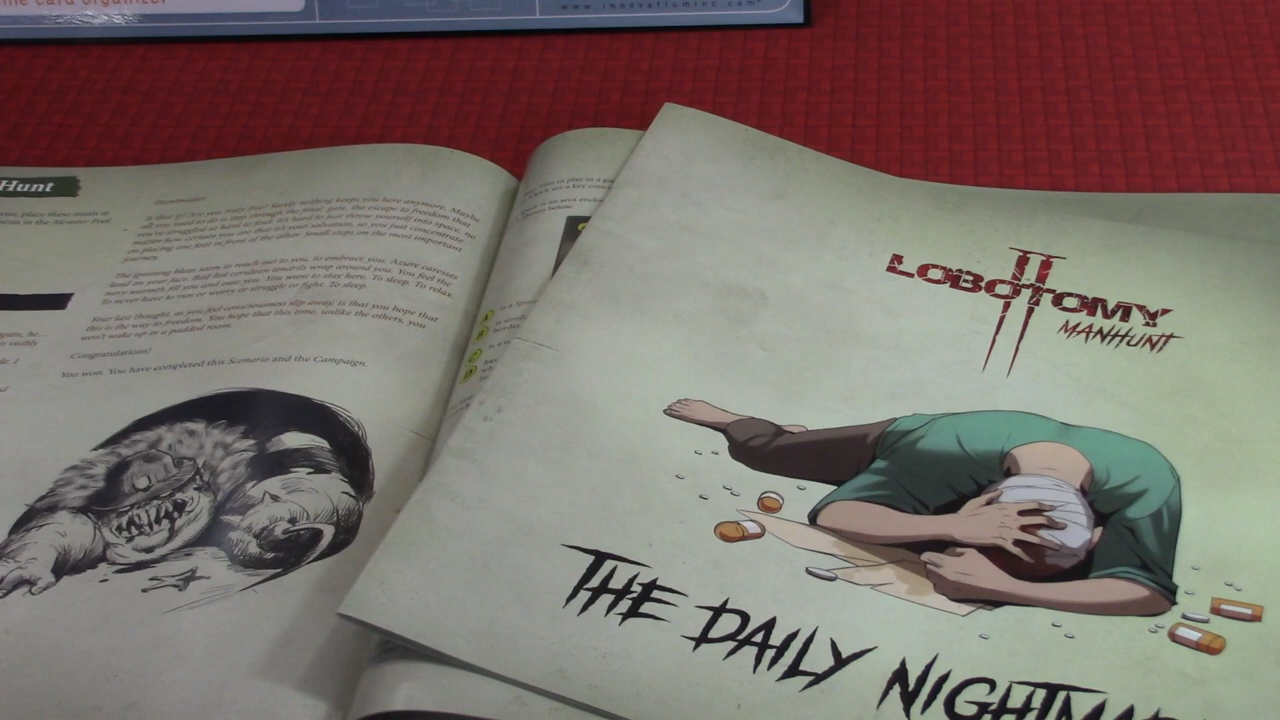 me card organizer
www.innovatiuminc.com
Hunt
Is that it? Are you truly free? Surely nothing keeps you here anymore. Maybe
all you need to do is step through the final gate, the escape to freedom that
you've struggled so hard for. It's hard to just throw yourself into space, no
matter how certain you are that it's your salvation, so you just concentrate
on placing one foot in front of the other. Small steps on the most important
journey.
The spinning blues seem to reach out to you, to embrace you. Azure caresses
land on your face. Red-hot cerulean tendrils wrap around you. You feel the
navy warmth fill you and ease you. You want to stay here. To sleep. To relax.
To never have to run or worry or struggle or fight. To sleep.
Your last thought, as you feel consciousness slip away, is that you hope that
this is the way to freedom. You hope that this time, unlike the others, you
won't wake up in a padded room.
Congratulations!
You won. You have completed this Scenario and the Campaign.
A
B
C
D
LOBOTOMY
II
MANHUNT
THE DAILY NIGHTMA